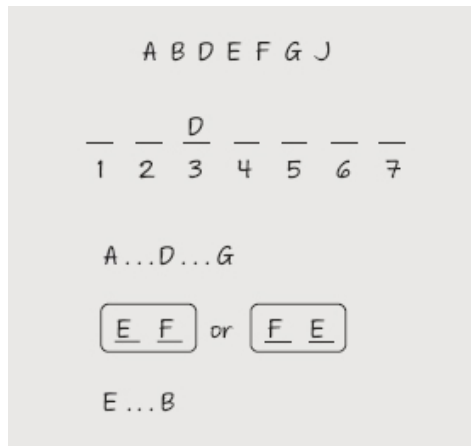 A B D E F G J
D
1 2 3 4 5 6 7
A...D...G
E F or F E
E...B